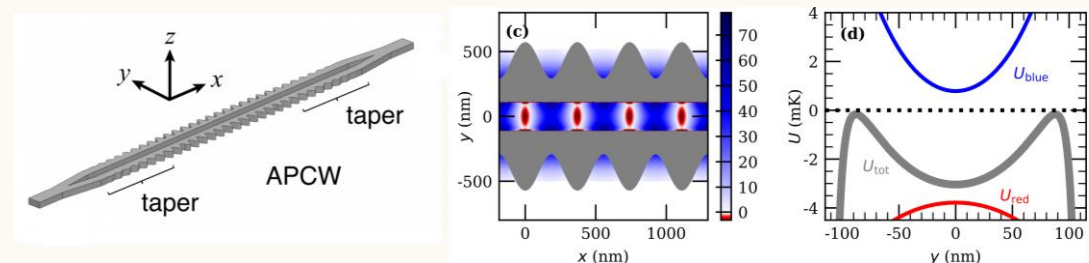 z
y
x
taper
APCW
taper
(c)
500
0
-500
y (nm)
0
500
1000
x (nm)
80
70
60
50
40
30
20
10
0
(d)
4
2
0
-2
-4
U (mK)
U_blue
U_tot
U_red
-100
-50
0
50
100
y (nm)